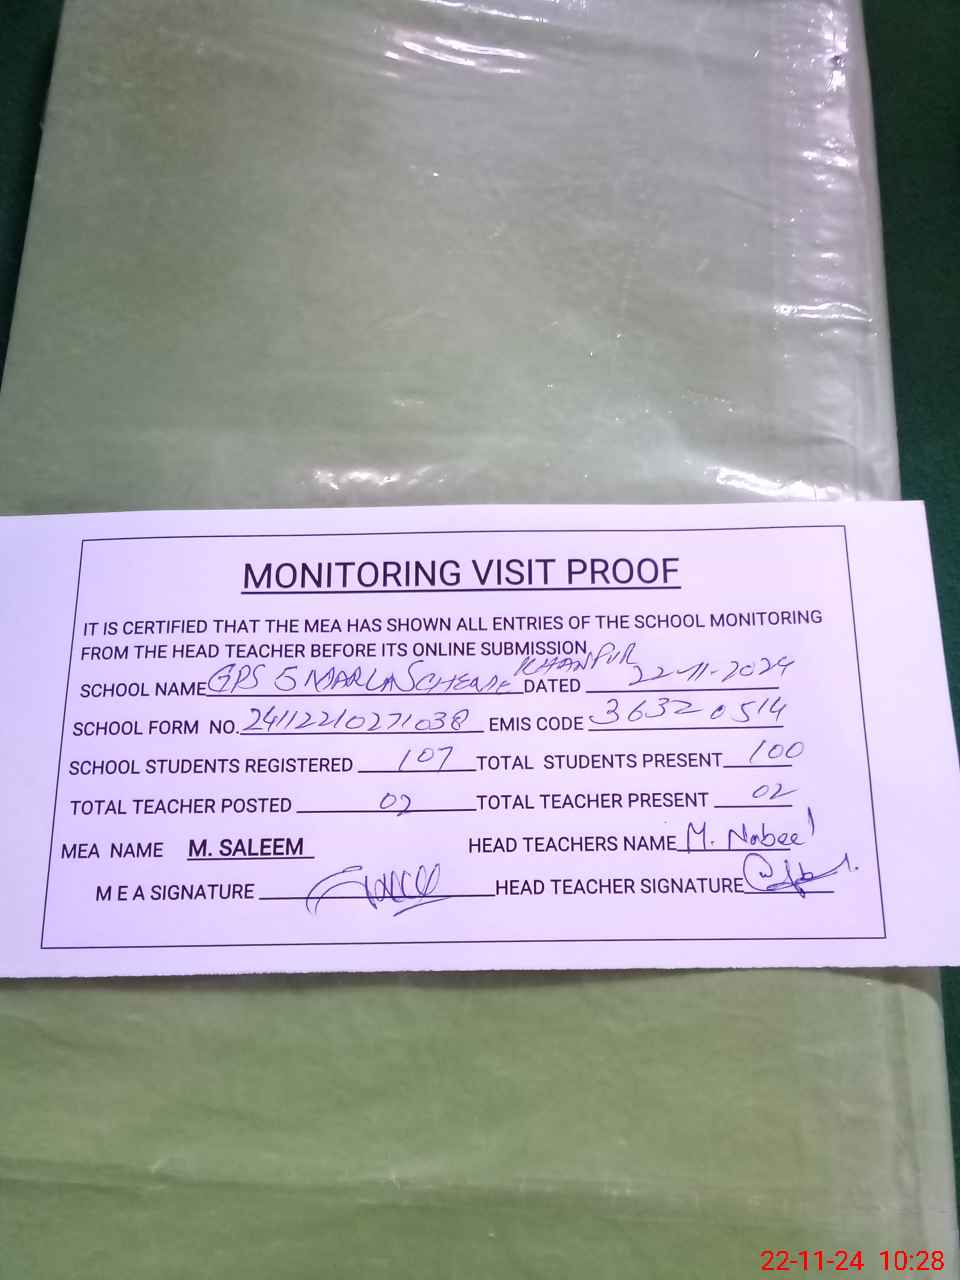 MONITORING VISIT PROOF
IT IS CERTIFIED THAT THE MEA HAS SHOWN ALL ENTRIES OF THE SCHOOL MONITORING
FROM THE HEAD TEACHER BEFORE ITS ONLINE SUBMISSION
SCHOOL NAME GPS 5 MARLA SCHEME KHANPUR DATED 22-11-2024
SCHOOL FORM NO. 24112210271038 EMIS CODE 36320514
SCHOOL STUDENTS REGISTERED 107 TOTAL STUDENTS PRESENT 100
TOTAL TEACHER POSTED 02 TOTAL TEACHER PRESENT 02
MEA NAME M. SALEEM HEAD TEACHERS NAME M. Nabeel
M E A SIGNATURE HEAD TEACHER SIGNATURE
22-11-24 10:28